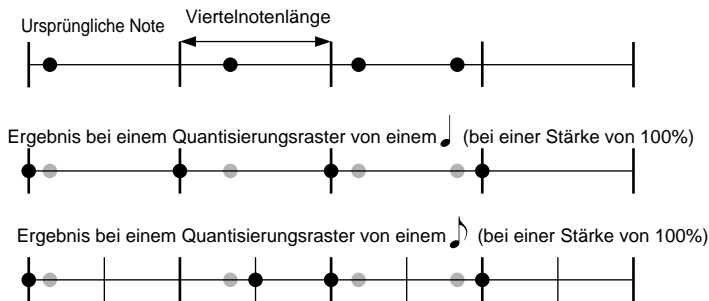 Viertelnotenlänge
Ursprüngliche Note
Ergebnis bei einem Quantisierungsraster von einem (bei einer Stärke von 100%)
Ergebnis bei einem Quantisierungsraster von einem (bei einer Stärke von 100%)